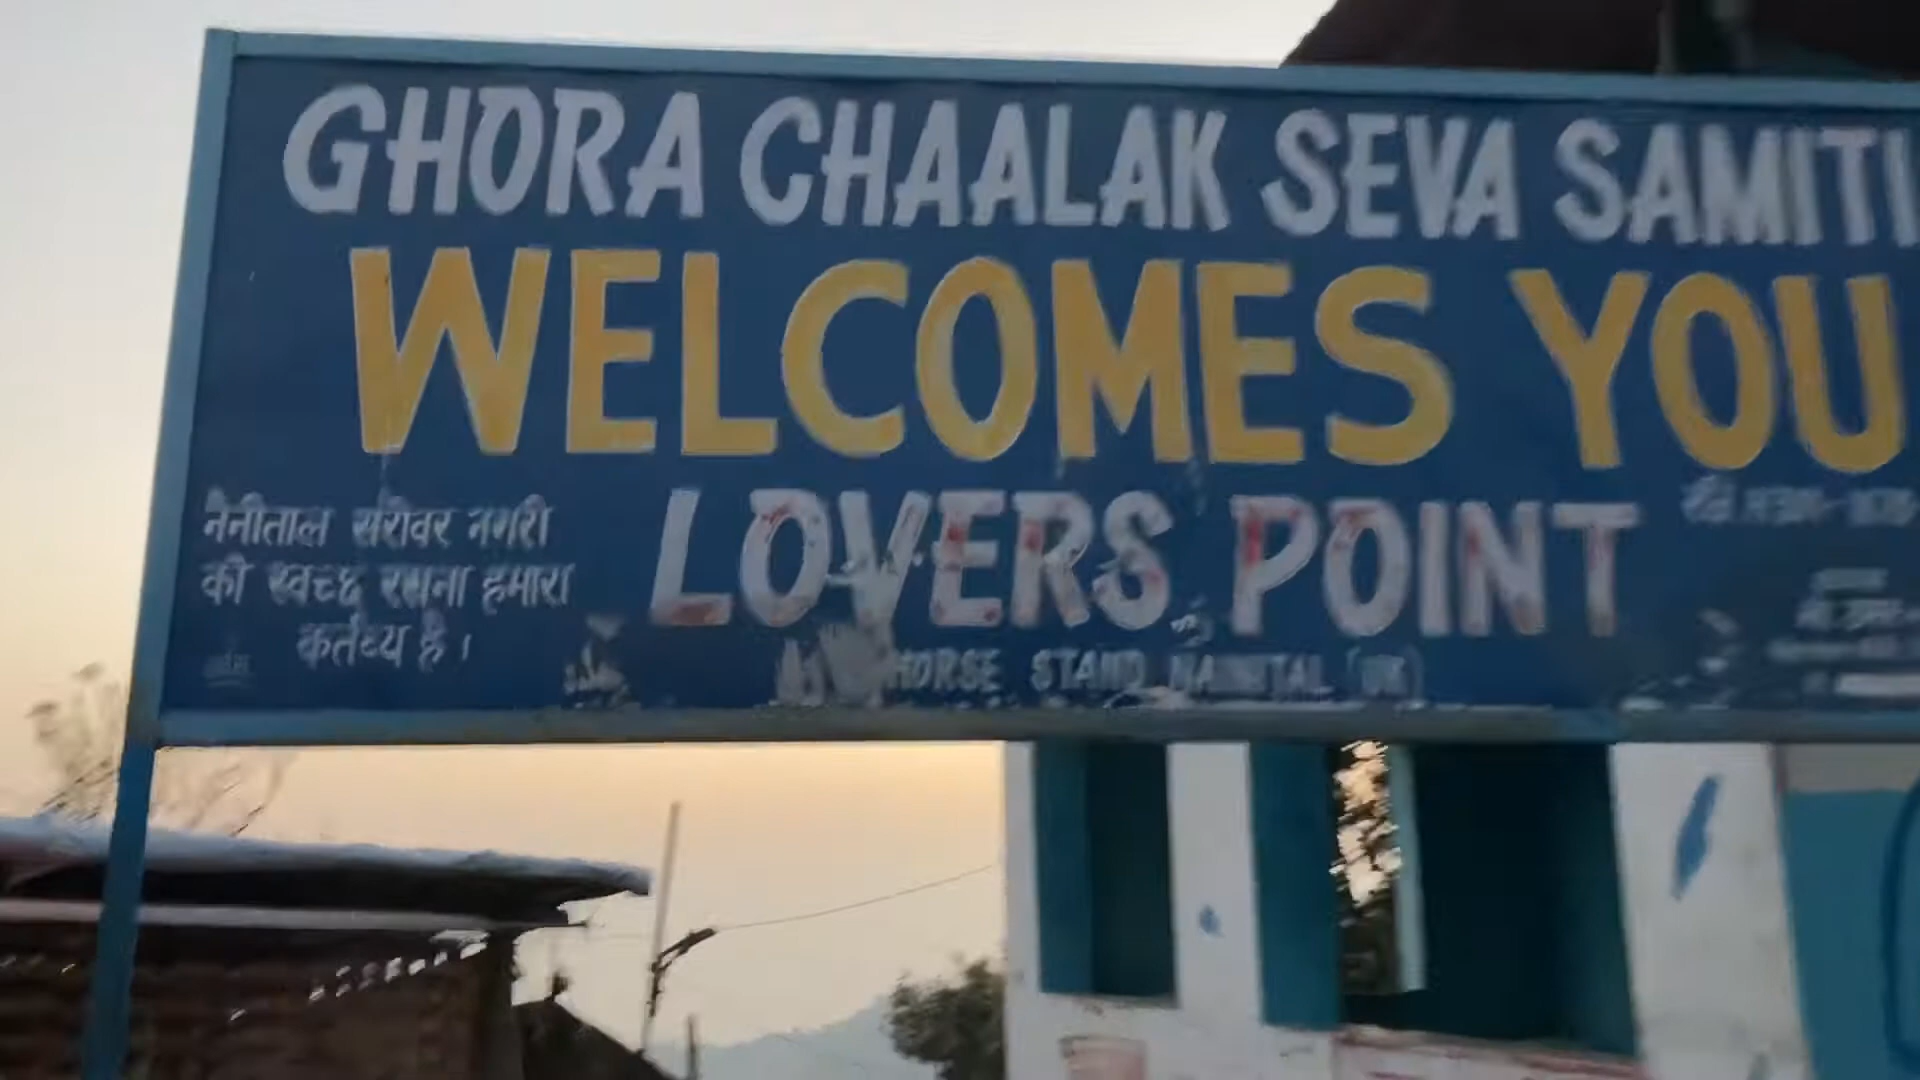 GHORA CHAALAK SEVA SAMITI
WELCOMES YOU
LOVERS POINT
HORSE STAND NAINITAL (UK)
नैनीताल सरोवर नगरी
को स्वच्छ रखना हमारा
कर्तव्य है।